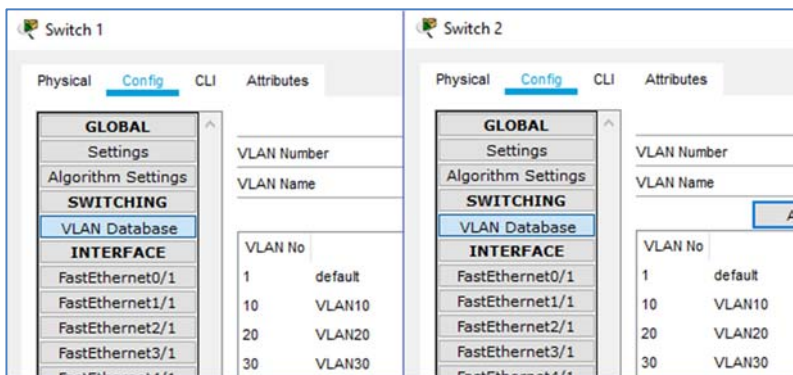 Switch 1
Physical Config CLI Attributes
GLOBAL
Settings
Algorithm Settings
SWITCHING
VLAN Database
INTERFACE
FastEthernet0/1
FastEthernet1/1
FastEthernet2/1
FastEthernet3/1
VLAN Number
VLAN Name
VLAN No
1 default
10 VLAN10
20 VLAN20
30 VLAN30
Switch 2
Physical Config CLI Attributes
GLOBAL
Settings
Algorithm Settings
SWITCHING
VLAN Database
INTERFACE
FastEthernet0/1
FastEthernet1/1
FastEthernet2/1
FastEthernet3/1
VLAN Number
VLAN Name
VLAN No
1 default
10 VLAN10
20 VLAN20
30 VLAN30